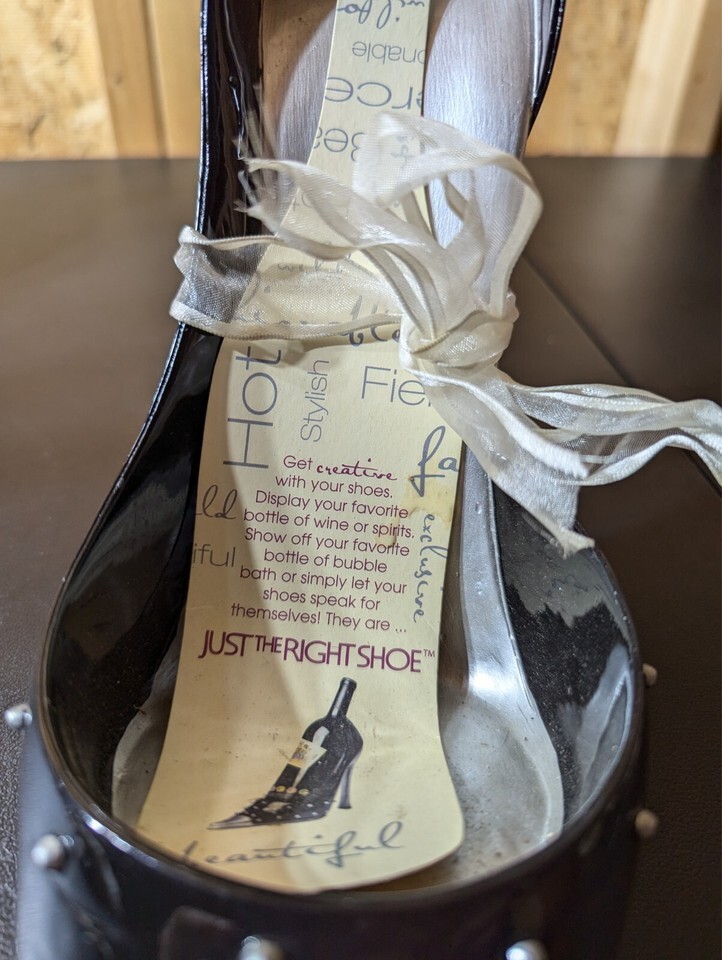 Hot
Stylish
Get creative
with your shoes.
Display your favorite
bottle of wine or spirits.
Show off your favorite
bottle of bubble
bath or simply let your
shoes speak for
themselves! They are ...
exclusive
JUST THE RIGHT SHOE™
beautiful